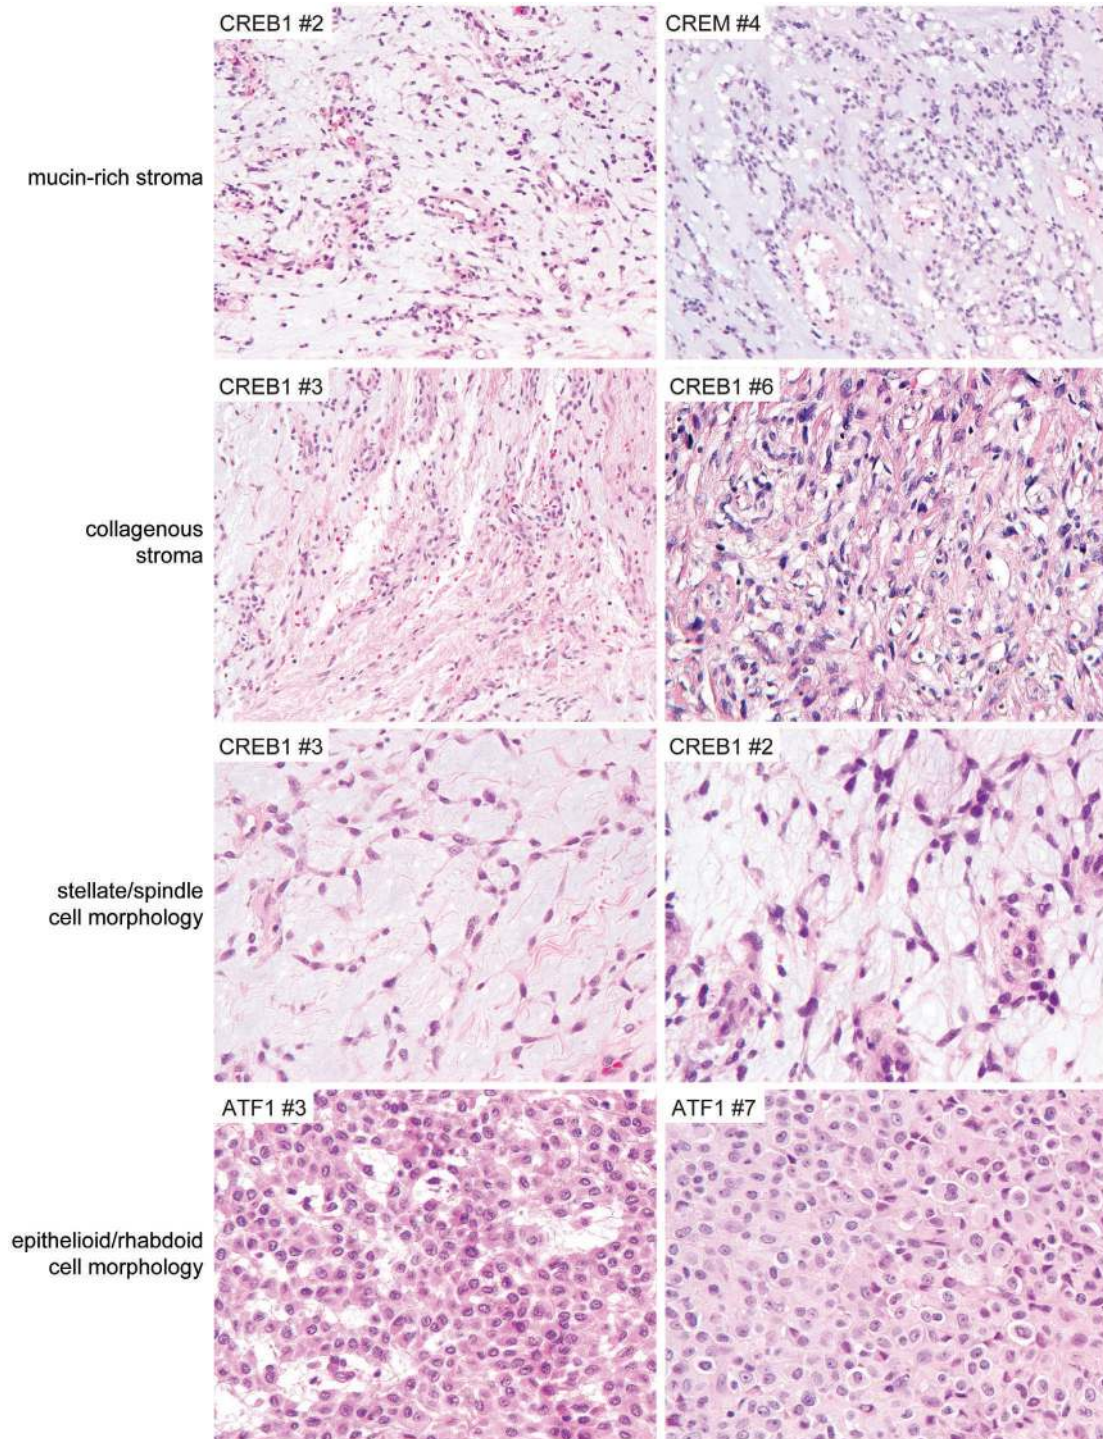 CREB1 #2
CREM #4
mucin-rich stroma
CREB1 #3
CREB1 #6
collagenous
stroma
CREB1 #3
CREB1 #2
stellate/spindle
cell morphology
ATF1 #3
ATF1 #7
epithelioid/rhabdoid
cell morphology